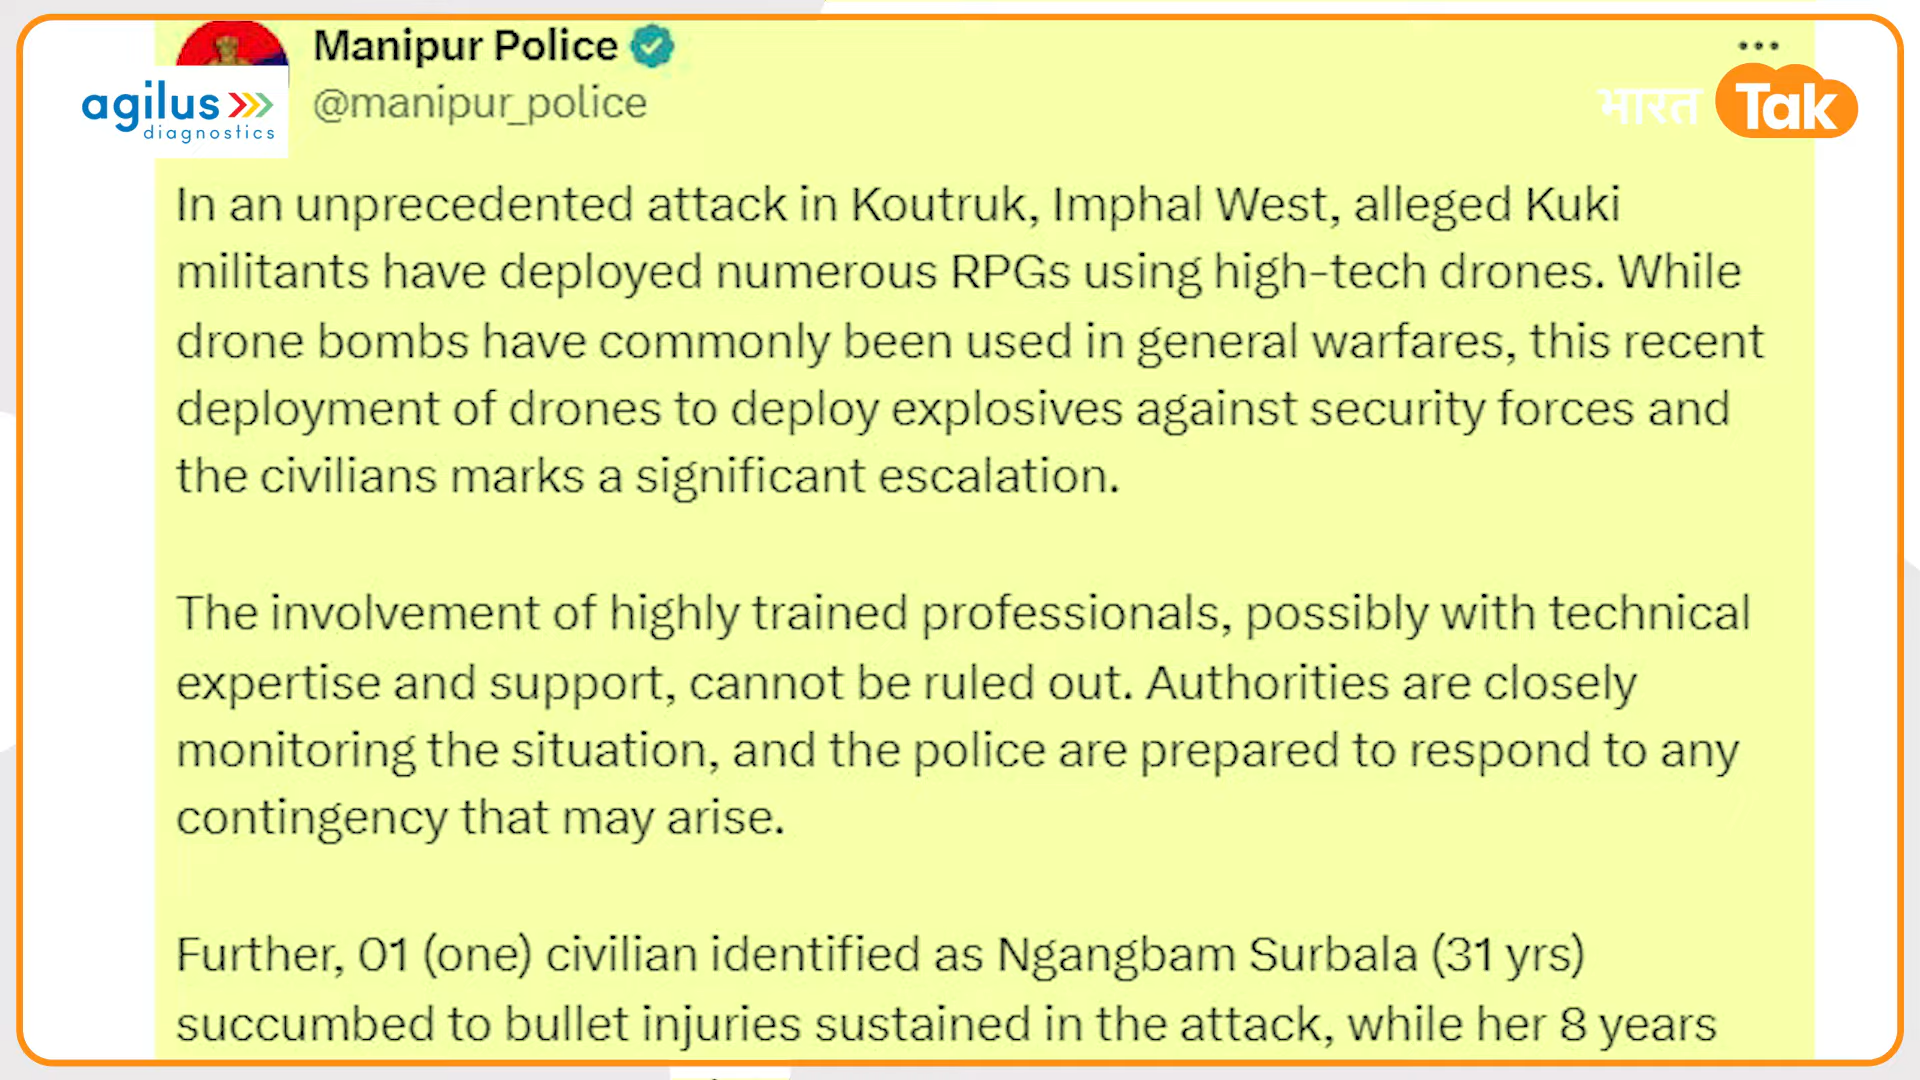 Manipur Police
@manipur_police
agilus
diagnostics
भारत Tak
In an unprecedented attack in Koutruk, Imphal West, alleged Kuki
militants have deployed numerous RPGs using high-tech drones. While
drone bombs have commonly been used in general warfares, this recent
deployment of drones to deploy explosives against security forces and
the civilians marks a significant escalation.
The involvement of highly trained professionals, possibly with technical
expertise and support, cannot be ruled out. Authorities are closely
monitoring the situation, and the police are prepared to respond to any
contingency that may arise.
Further, 01 (one) civilian identified as Ngangbam Surbala (31 yrs)
succumbed to bullet injuries sustained in the attack, while her 8 years